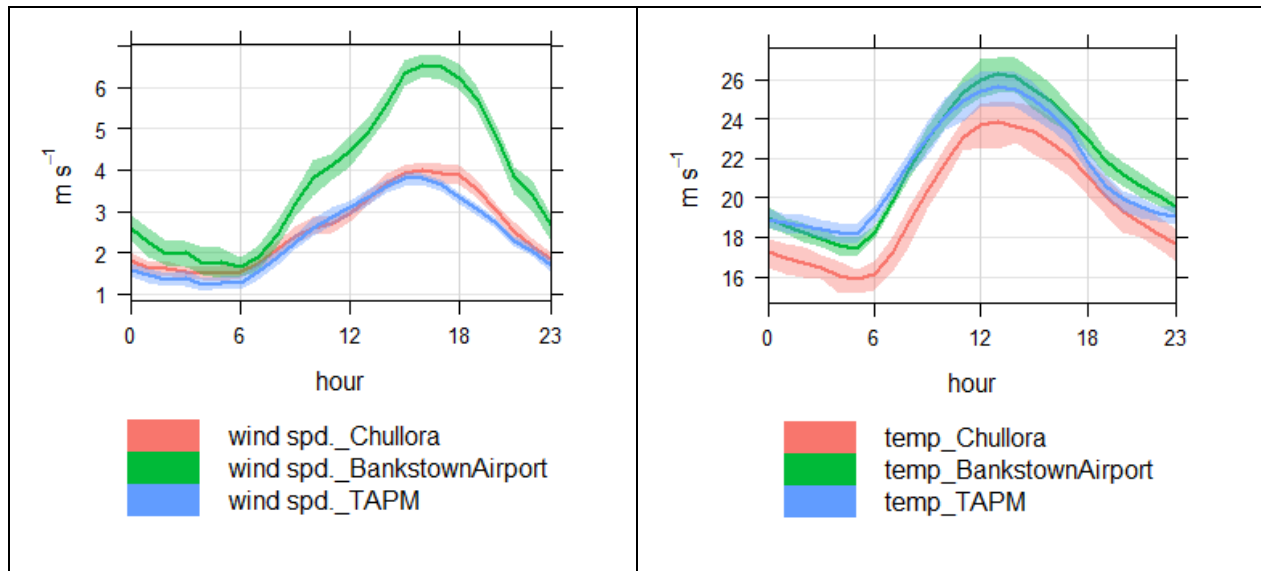 6
5
4
3
2
1
m s⁻¹
0 6 12 18 23
hour
wind spd._Chullora
wind spd._BankstownAirport
wind spd._TAPM
26
24
22
20
18
16
m s⁻¹
0 6 12 18 23
hour
temp_Chullora
temp_BankstownAirport
temp_TAPM